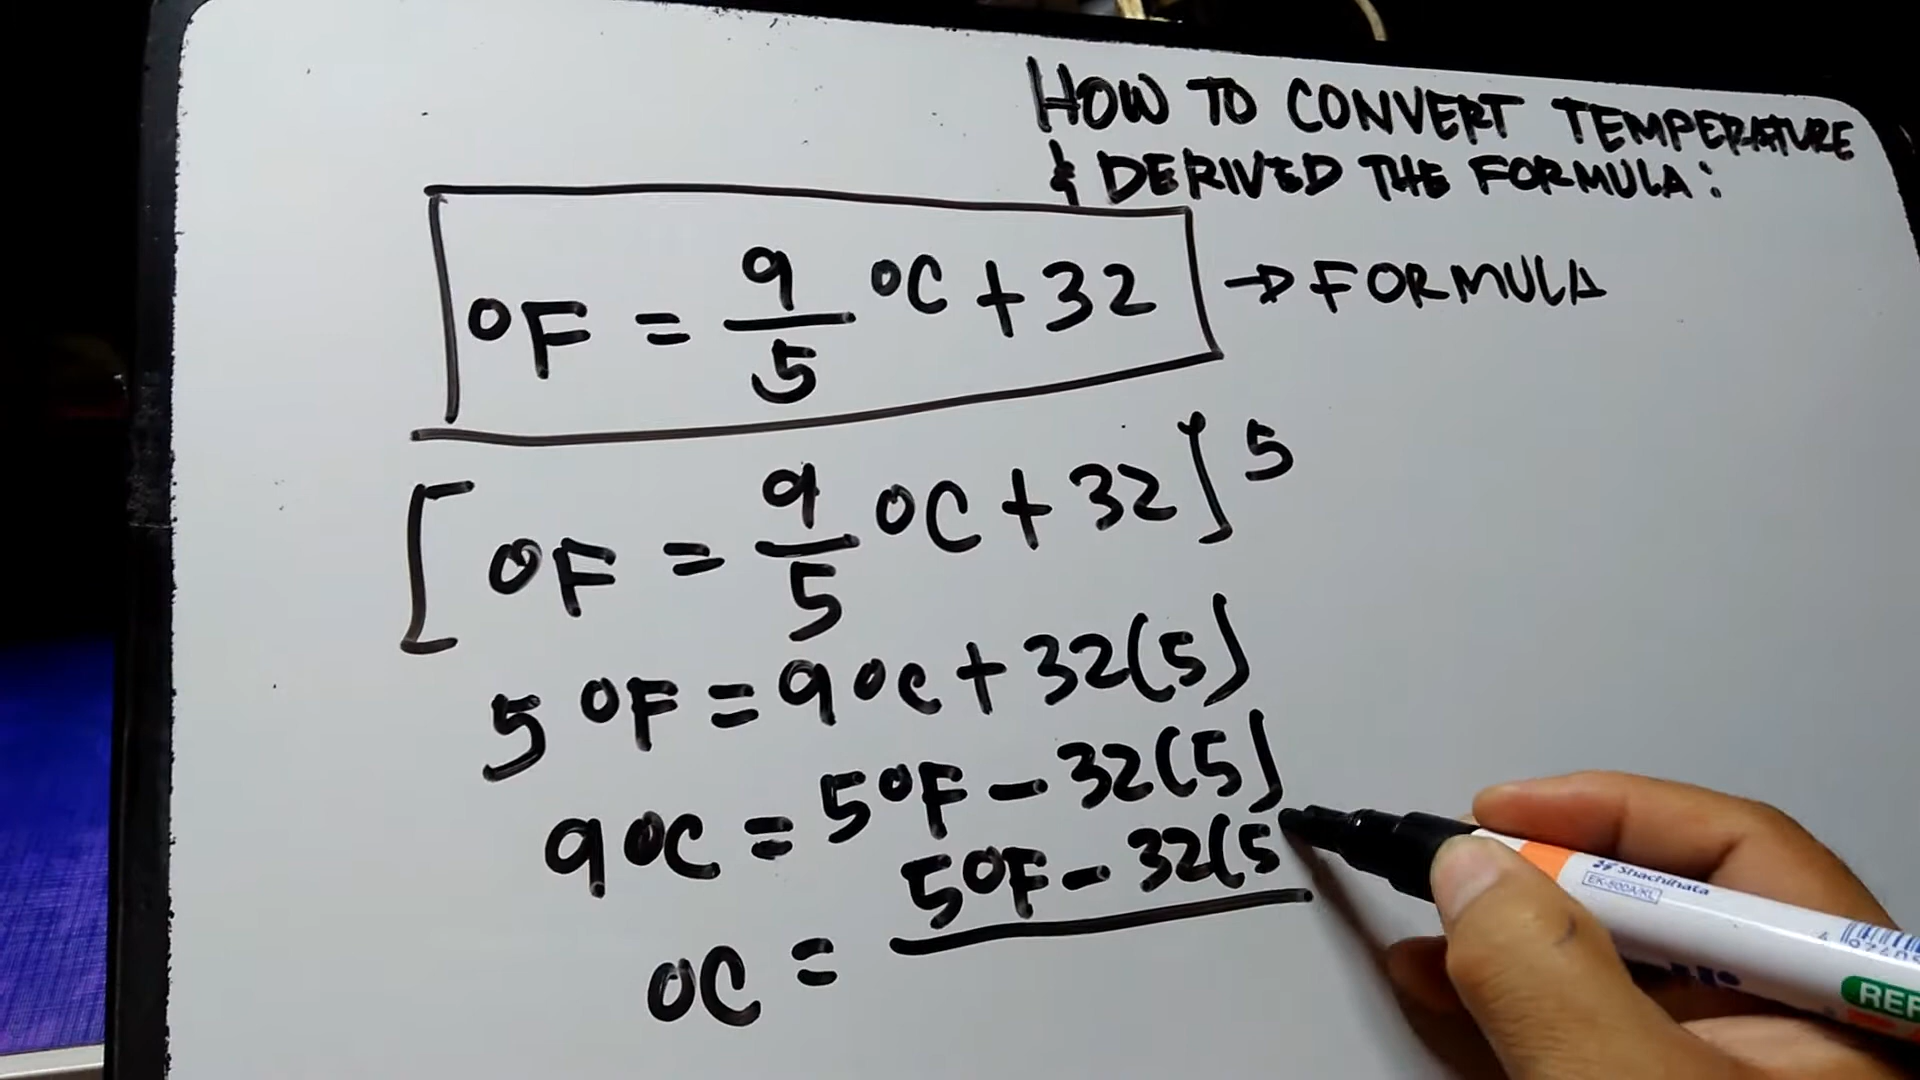 HOW TO CONVERT TEMPERATURE
& DERIVED THE FORMULA:
°F = 9/5 °C + 32 → FORMULA
[ °F = 9/5 °C + 32 ] 5
5 °F = 9 °C + 32(5)
9 °C = 5 °F - 32(5)
5 °F - 32(5
°C =
Shachihata